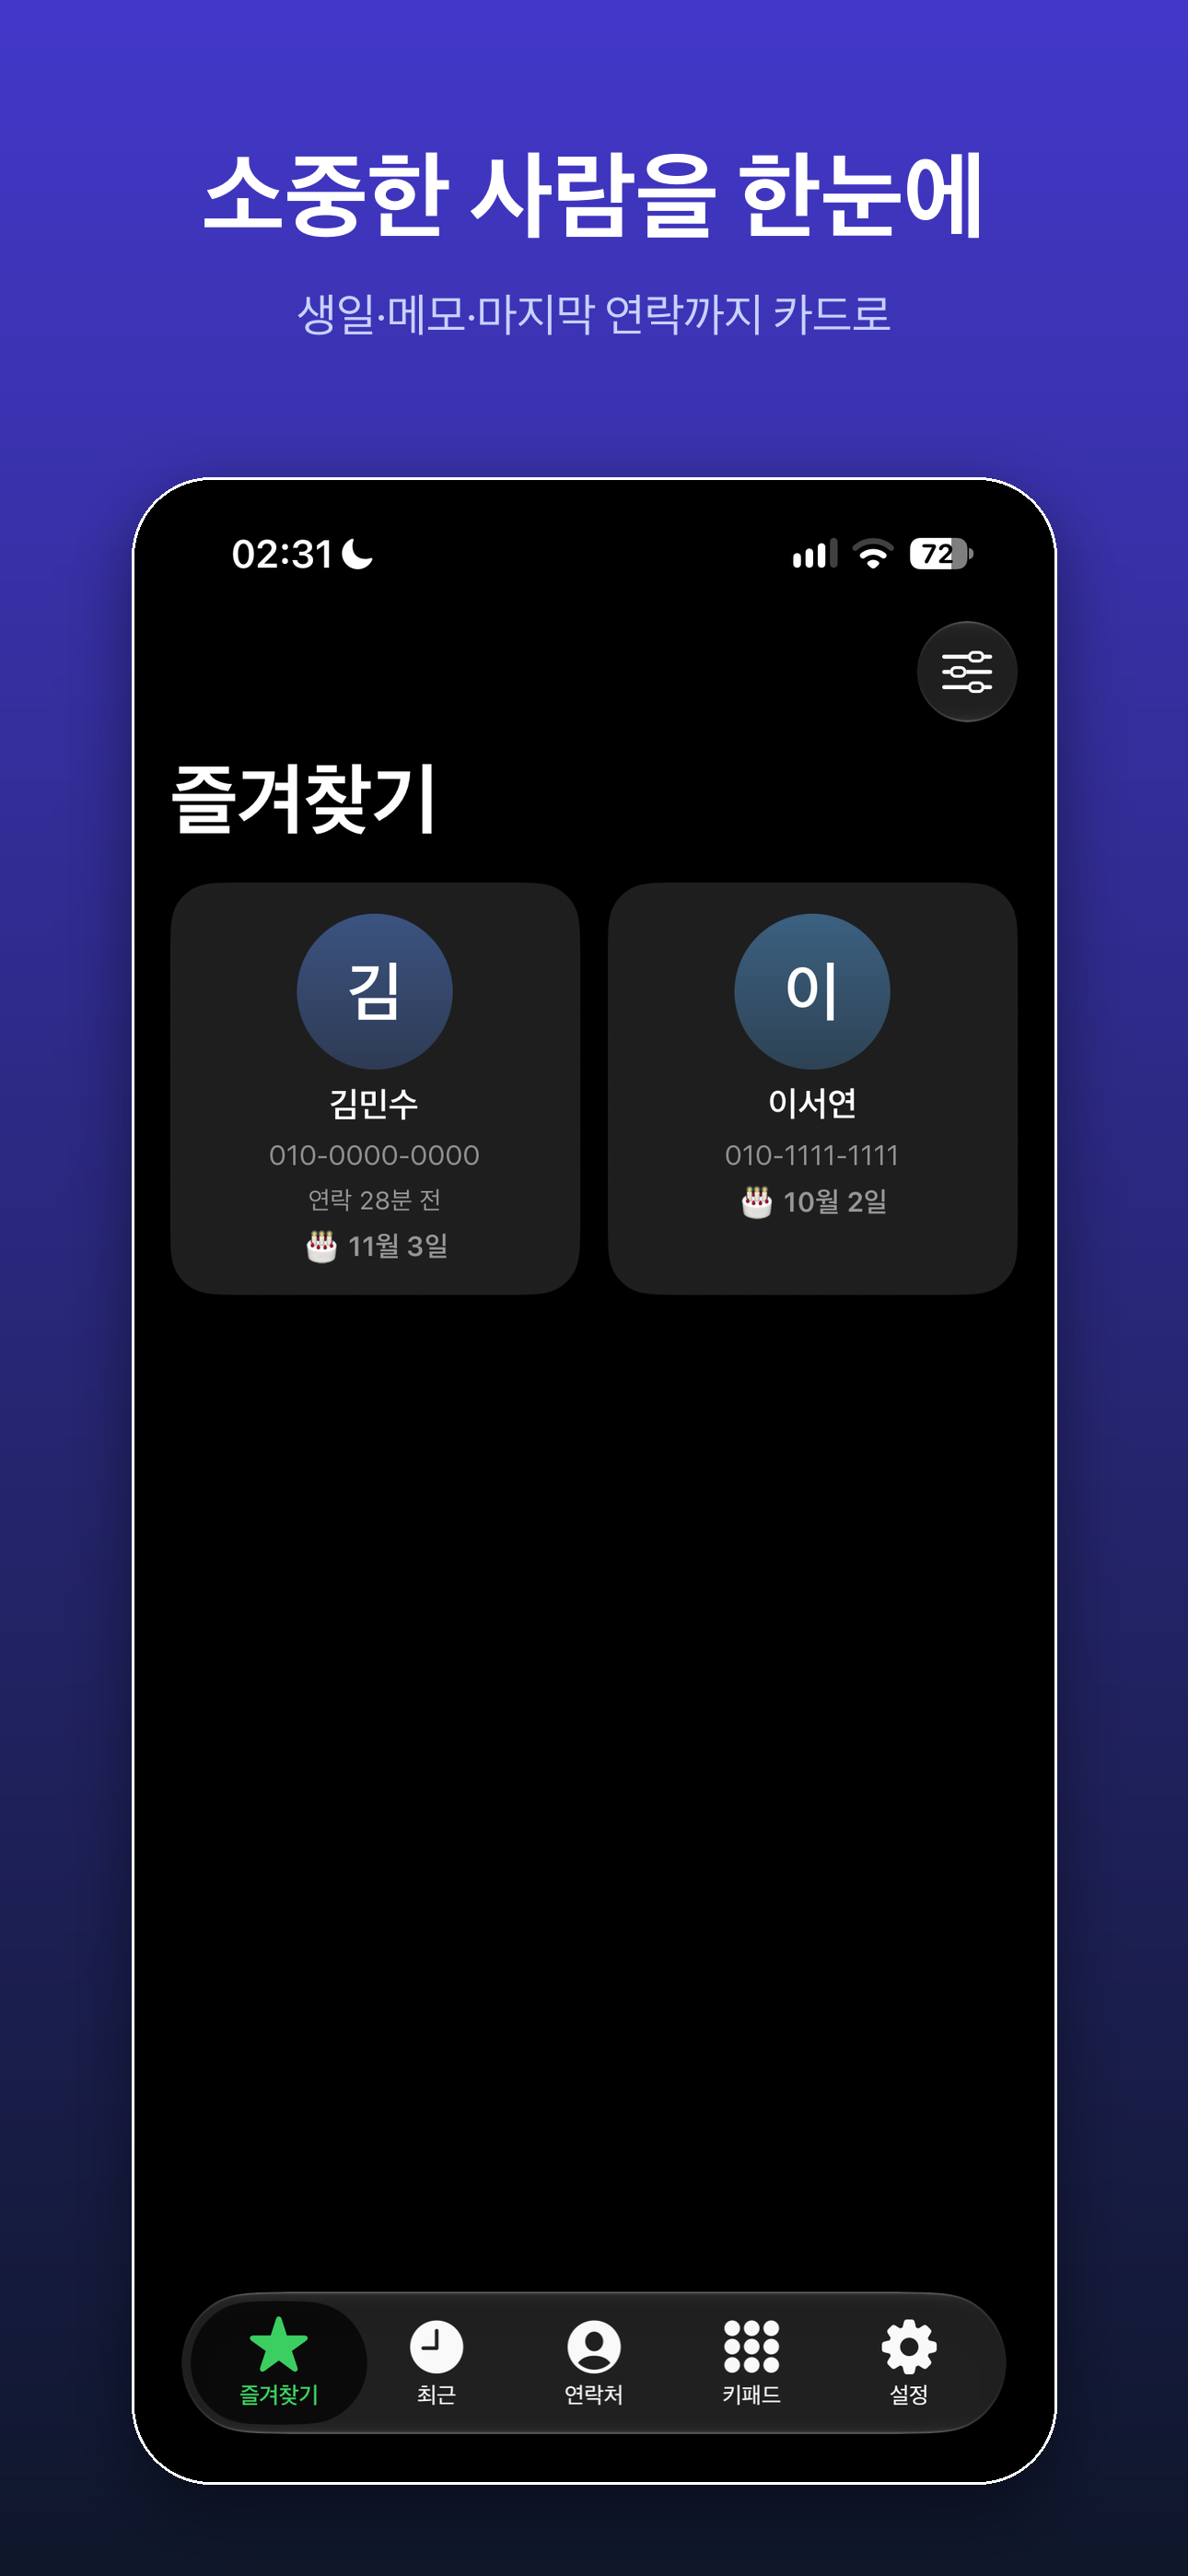 소중한 사람을 한눈에
생일·메모·마지막 연락까지 카드로
02:31
72
즐겨찾기
김
이
김민수
이서연
010-0000-0000
010-1111-1111
연락 28분 전
10월 2일
11월 3일
즐겨찾기
최근
연락처
키패드
설정